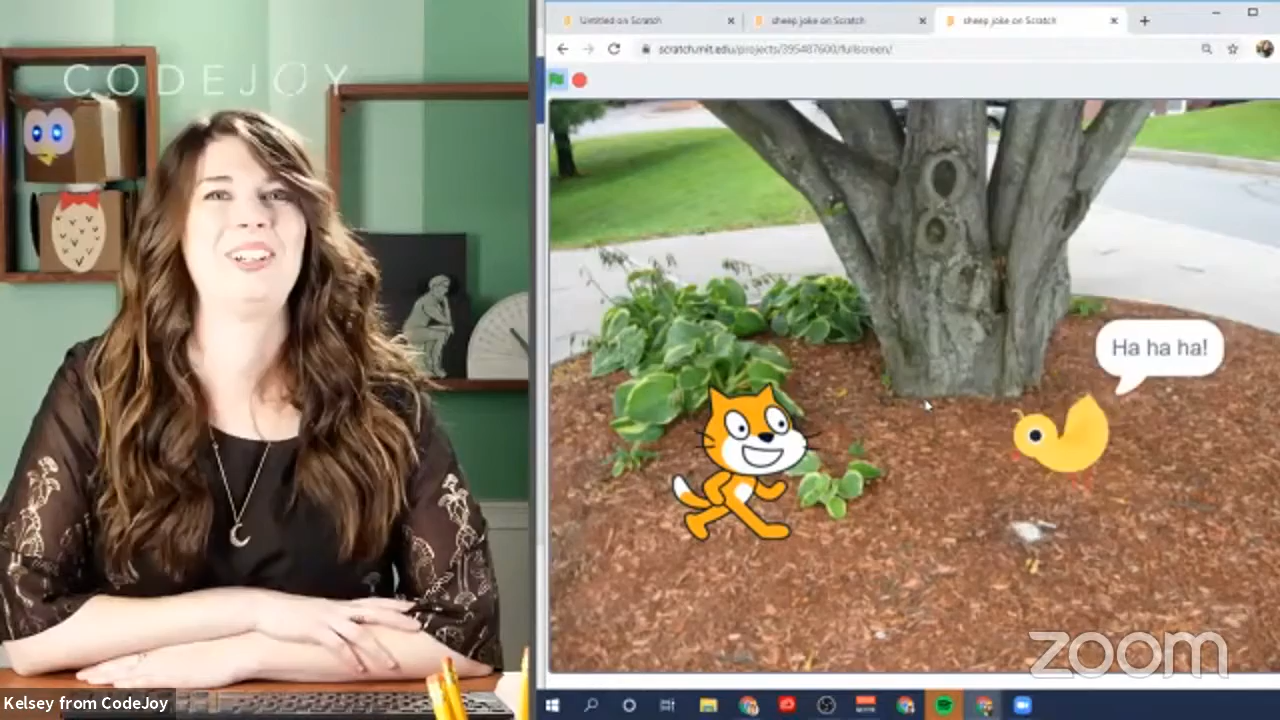 CODEJOY
Untitled on Scratch
sheep joke on Scratch
sheep joke on Scratch
scratch.mit.edu/projects/395487600/fullscreen/
Ha ha ha!
zoom
Kelsey from CodeJoy